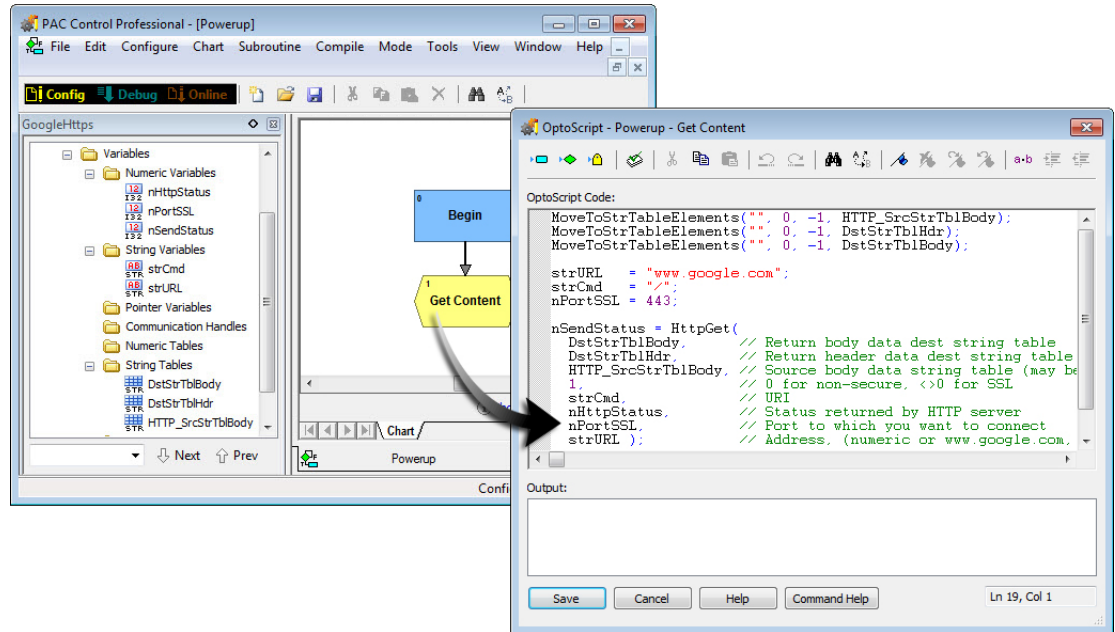 PAC Control Professional - [Powerup]
File Edit Configure Chart Subroutine Compile Mode Tools View Window Help
Config Debug Online
GoogleHttps
Variables
Numeric Variables
nHttpStatus
nPortSSL
nSendStatus
String Variables
strCmd
strURL
Pointer Variables
Communication Handles
Numeric Tables
String Tables
DstStrTblBody
DstStrTblHdr
HTTP_SrcStrTblBody
Next Prev
0
Begin
1
Get Content
Chart
Powerup
Confi
OptoScript - Powerup - Get Content
OptoScript Code:
MoveToStrTableElements("", 0, -1, HTTP_SrcStrTblBody);
MoveToStrTableElements("", 0, -1, DstStrTblHdr);
MoveToStrTableElements("", 0, -1, DstStrTblBody);
strURL = "www.google.com";
strCmd = "/";
nPortSSL = 443;
nSendStatus = HttpGet(
DstStrTblBody, // Return body data dest string table
DstStrTblHdr, // Return header data dest string table
HTTP_SrcStrTblBody, // Source body data string table (may be
1, // 0 for non-secure, <>0 for SSL
strCmd, // URI
nHttpStatus, // Status returned by HTTP server
nPortSSL, // Port to which you want to connect
strURL ); // Address, (numeric or www.google.com,
Output:
Save Cancel Help Command Help Ln 19, Col 1